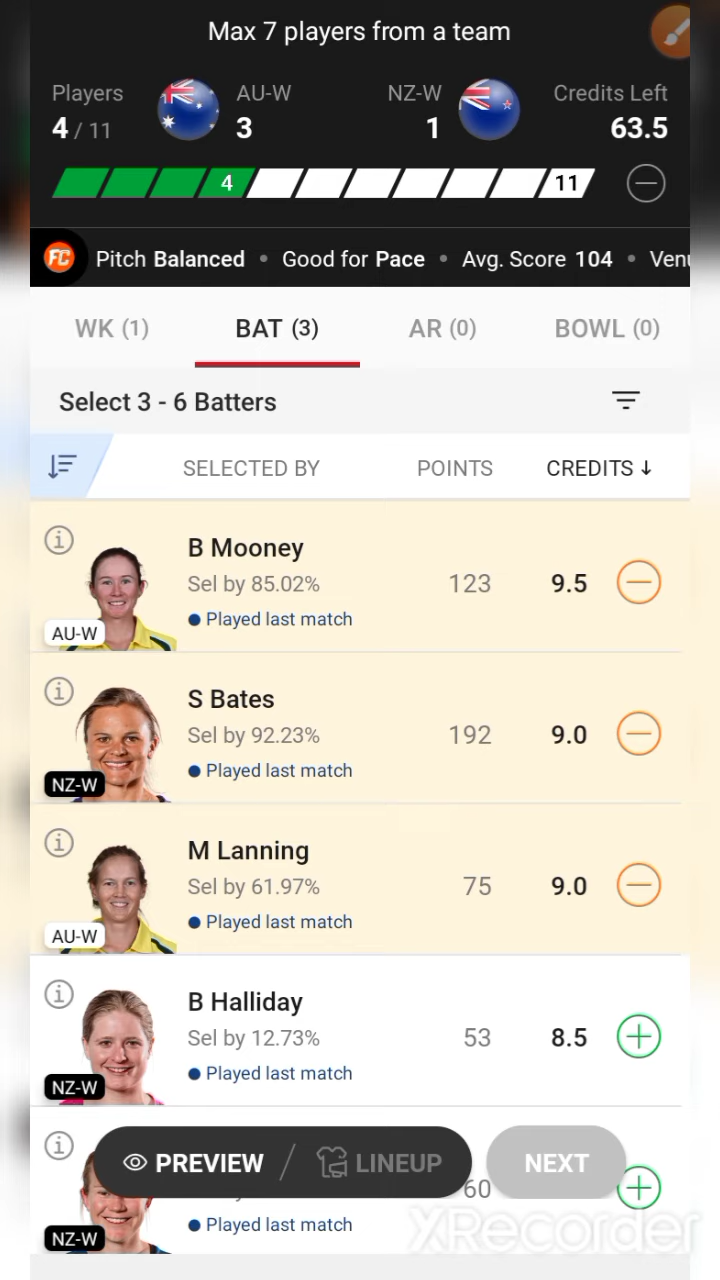 Max 7 players from a team
Players AU-W NZ-W Credits Left
4 / 11 3 1 63.5
4 11
FC Pitch Balanced • Good for Pace • Avg. Score 104 • Venu
WK (1) BAT (3) AR (0) BOWL (0)
Select 3 - 6 Batters
SELECTED BY POINTS CREDITS ↓
B Mooney
Sel by 85.02% 123 9.5
Played last match
AU-W
S Bates
Sel by 92.23% 192 9.0
Played last match
NZ-W
M Lanning
Sel by 61.97% 75 9.0
Played last match
AU-W
B Halliday
Sel by 12.73% 53 8.5
Played last match
NZ-W
PREVIEW / LINEUP NEXT
60
Played last match
NZ-W
XRecorder